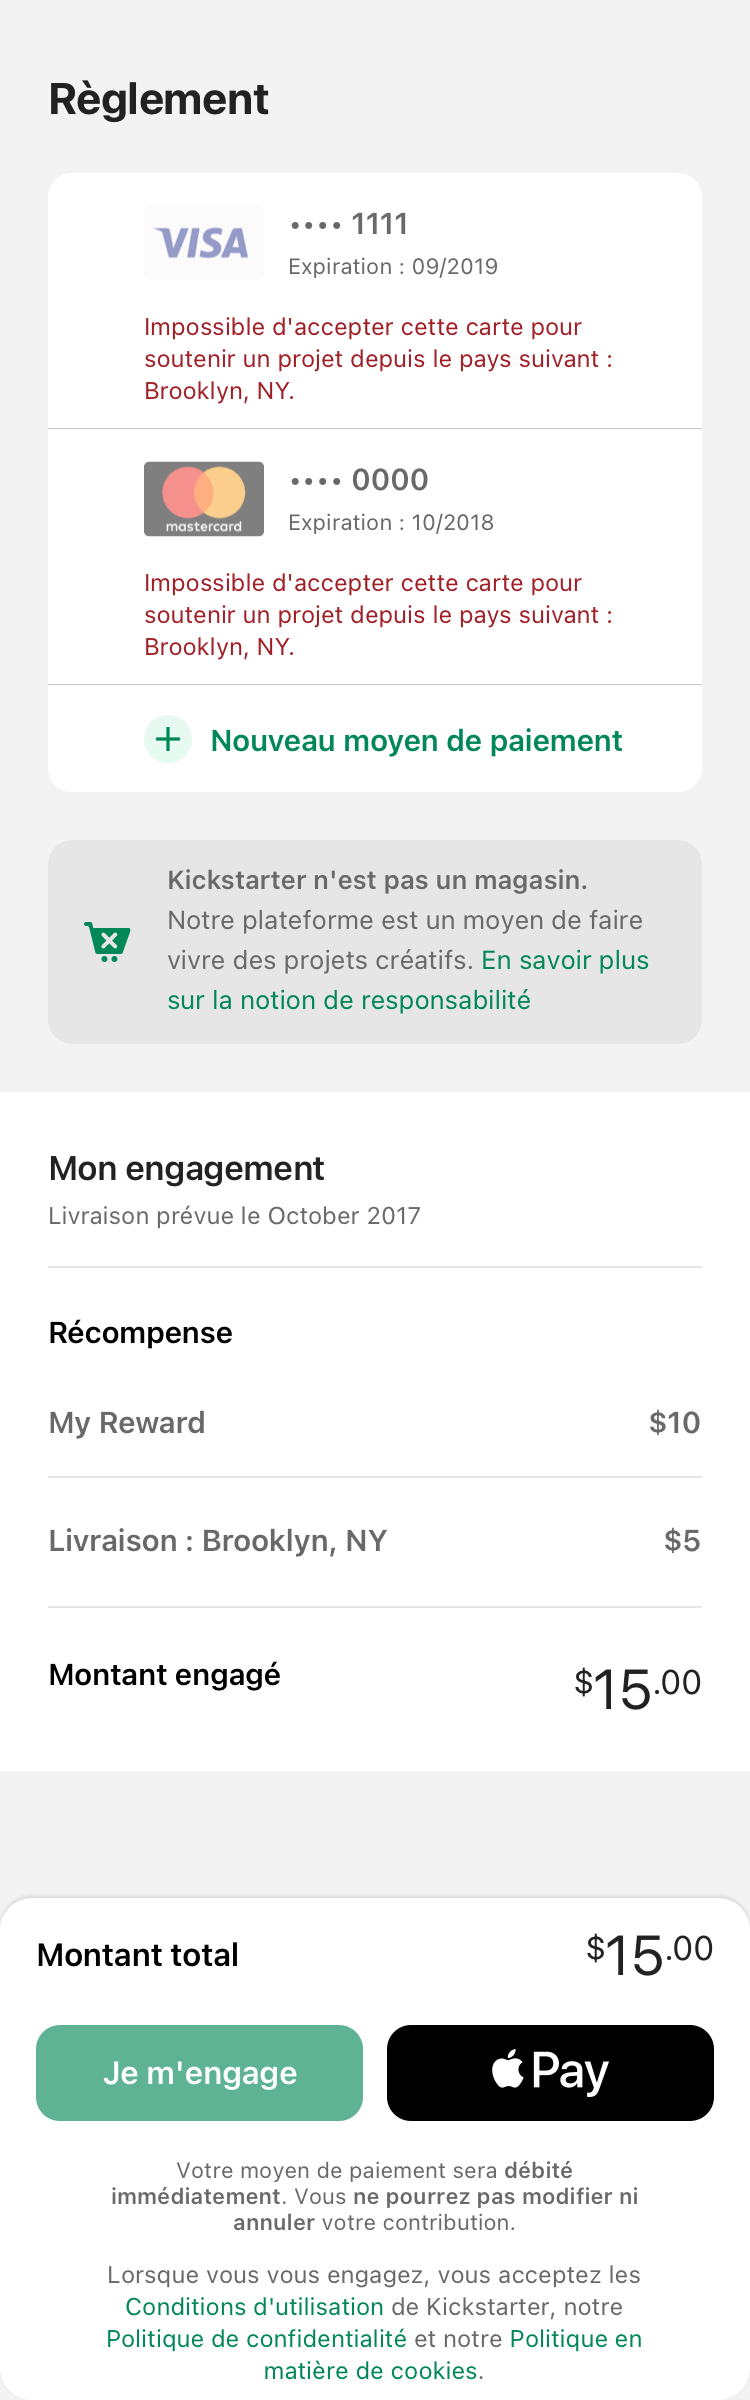 Règlement
VISA
•••• 1111
Expiration : 09/2019
Impossible d'accepter cette carte pour
soutenir un projet depuis le pays suivant :
Brooklyn, NY.
•••• 0000
mastercard
Expiration : 10/2018
Impossible d'accepter cette carte pour
soutenir un projet depuis le pays suivant :
Brooklyn, NY.
+ Nouveau moyen de paiement
Kickstarter n'est pas un magasin.
Notre plateforme est un moyen de faire
vivre des projets créatifs. En savoir plus
sur la notion de responsabilité
Mon engagement
Livraison prévue le October 2017
Récompense
My Reward $10
Livraison : Brooklyn, NY $5
Montant engagé $15.00
Montant total $15.00
Je m'engage Pay
Votre moyen de paiement sera débité
immédiatement. Vous ne pourrez pas modifier ni
annuler votre contribution.
Lorsque vous vous engagez, vous acceptez les
Conditions d'utilisation de Kickstarter, notre
Politique de confidentialité et notre Politique en
matière de cookies.